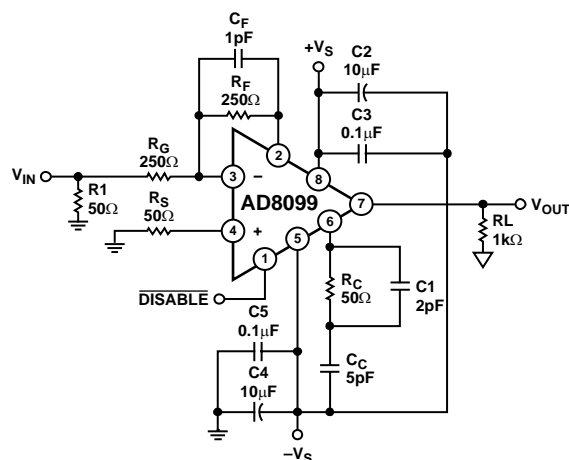 CF
1pF
RF
250Ω
+VS
C2
10μF
C3
0.1μF
RG
250Ω
VIN
R1
50Ω
RS
50Ω
2
3
–
8
AD8099
7
VOUT
4
+
6
5
1
RL
1kΩ
DISABLE
RC
50Ω
C1
2pF
C5
0.1μF
C4
10μF
CC
5pF
–VS